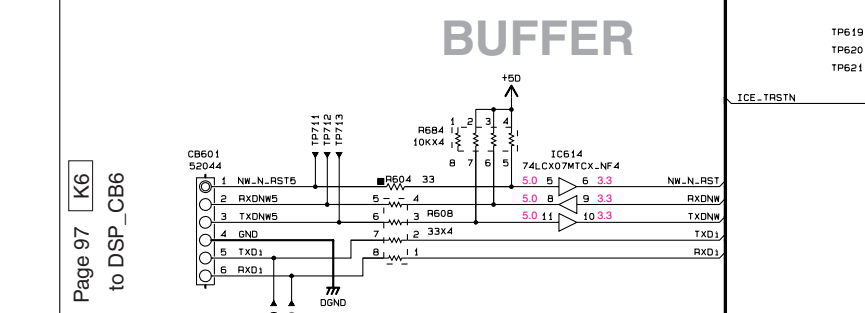 BUFFER
TP619
TP620
TP621
ICE_TRSTN
+5D
R684
10KX4
1 2 3 4
8 7 6 5
TP711
TP712
TP713
IC614
74LCX07MTCX_NF4
CB601
52044
1 NW_N_RST5 R604 33 5.0 5 6 3.3 NW_N_RST
2 RXDNW5 5 4 5.0 8 9 3.3 RXDNW
3 TXDNW5 6 3 R608 5.0 11 10 3.3 TXDNW
4 GND 7 2 33X4 TXD1
5 TXD1 8 1 RXD1
6 RXD1
DGND
Page 97 K6
to DSP_CB6